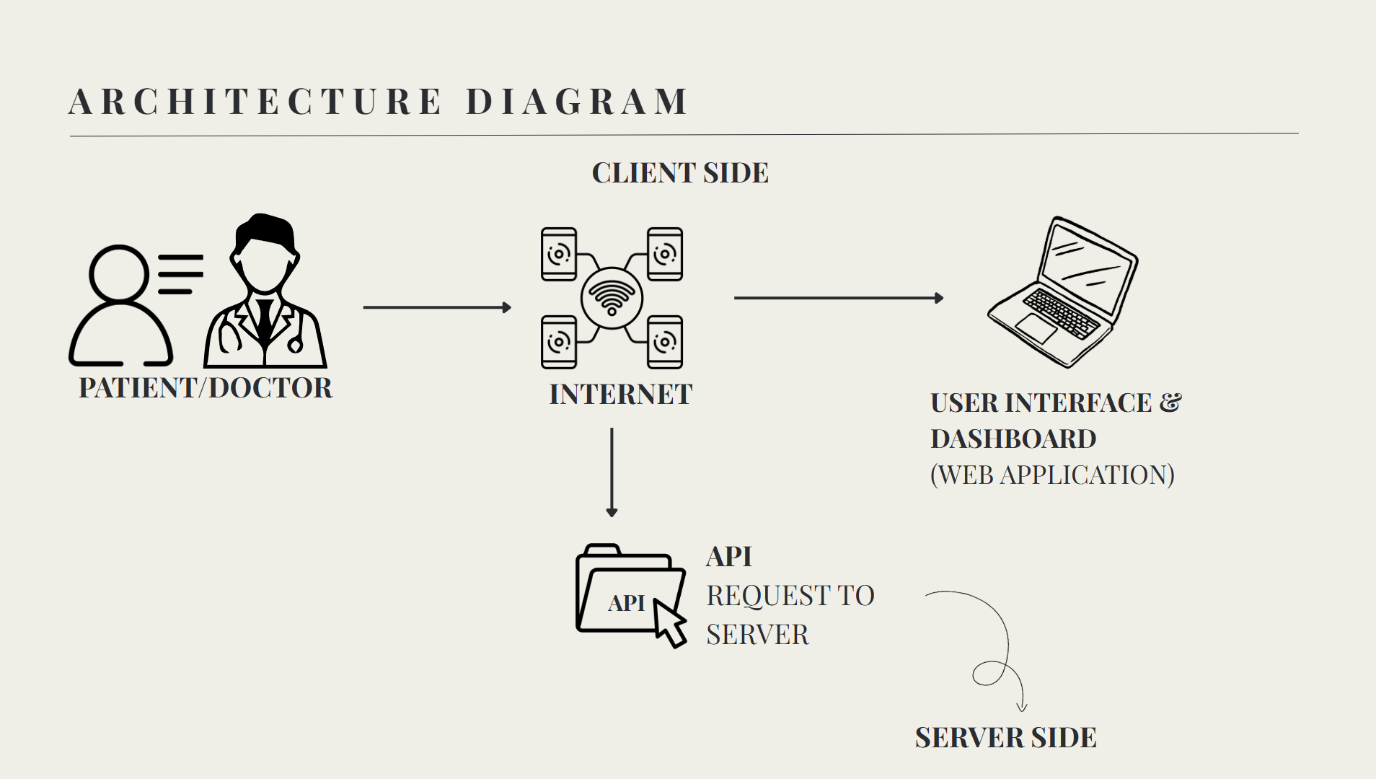 ARCHITECTURE DIAGRAM
CLIENT SIDE
PATIENT/DOCTOR
INTERNET
USER INTERFACE &
DASHBOARD
(WEB APPLICATION)
API
API
REQUEST TO
SERVER
SERVER SIDE